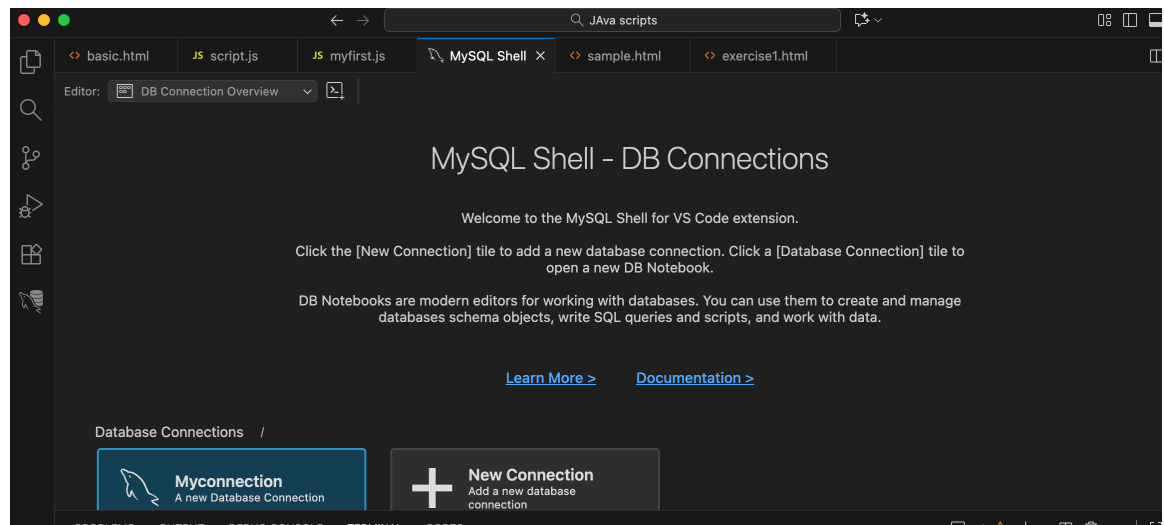 JAva scripts
basic.html
JS script.js
JS myfirst.js
MySQL Shell
sample.html
exercise1.html
Editor: DB Connection Overview
MySQL Shell - DB Connections
Welcome to the MySQL Shell for VS Code extension.
Click the [New Connection] tile to add a new database connection. Click a [Database Connection] tile to
open a new DB Notebook.
DB Notebooks are modern editors for working with databases. You can use them to create and manage
databases schema objects, write SQL queries and scripts, and work with data.
Learn More >
Documentation >
Database Connections /
Myconnection
A new Database Connection
New Connection
Add a new database
connection